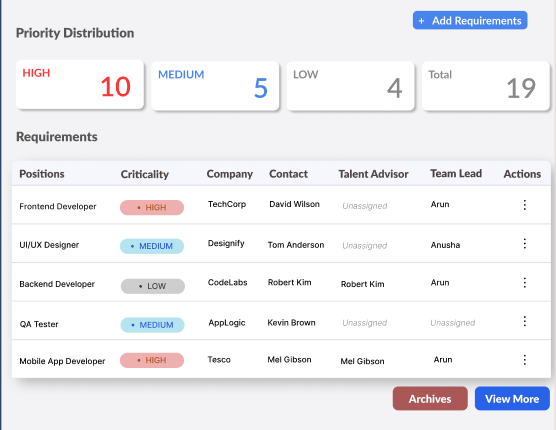 + Add Requirements
Priority Distribution
HIGH 10 MEDIUM 5 LOW 4 Total 19
Requirements
Positions Criticality Company Contact Talent Advisor Team Lead Actions
Frontend Developer • HIGH TechCorp David Wilson Unassigned Arun
UI/UX Designer • MEDIUM Designify Tom Anderson Unassigned Anusha
Backend Developer • LOW CodeLabs Robert Kim Robert Kim Arun
QA Tester • MEDIUM AppLogic Kevin Brown Unassigned Unassigned
Mobile App Developer • HIGH Tesco Mel Gibson Mel Gibson Arun
Archives View More